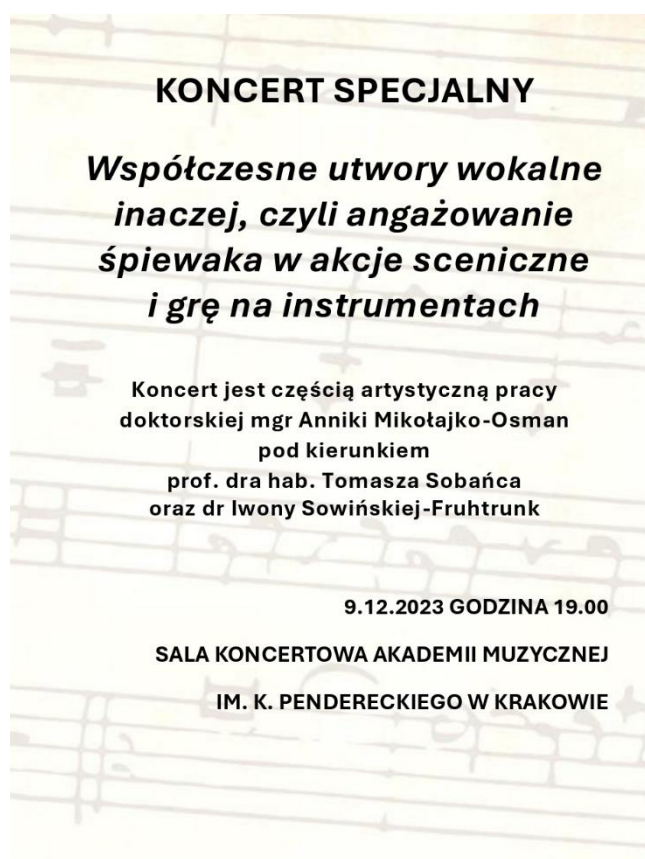 KONCERT SPECJALNY
Współczesne utwory wokalne
inaczej, czyli angażowanie
śpiewaka w akcje sceniczne
i grę na instrumentach
Koncert jest częścią artystyczną pracy
doktorskiej mgr Anniki Mikołajko-Osman
pod kierunkiem
prof. dra hab. Tomasza Sobańca
oraz dr Iwony Sowińskiej-Fruhtrunk
9.12.2023 GODZINA 19.00
SALA KONCERTOWA AKADEMII MUZYCZNEJ
IM. K. PENDERECKIEGO W KRAKOWIE